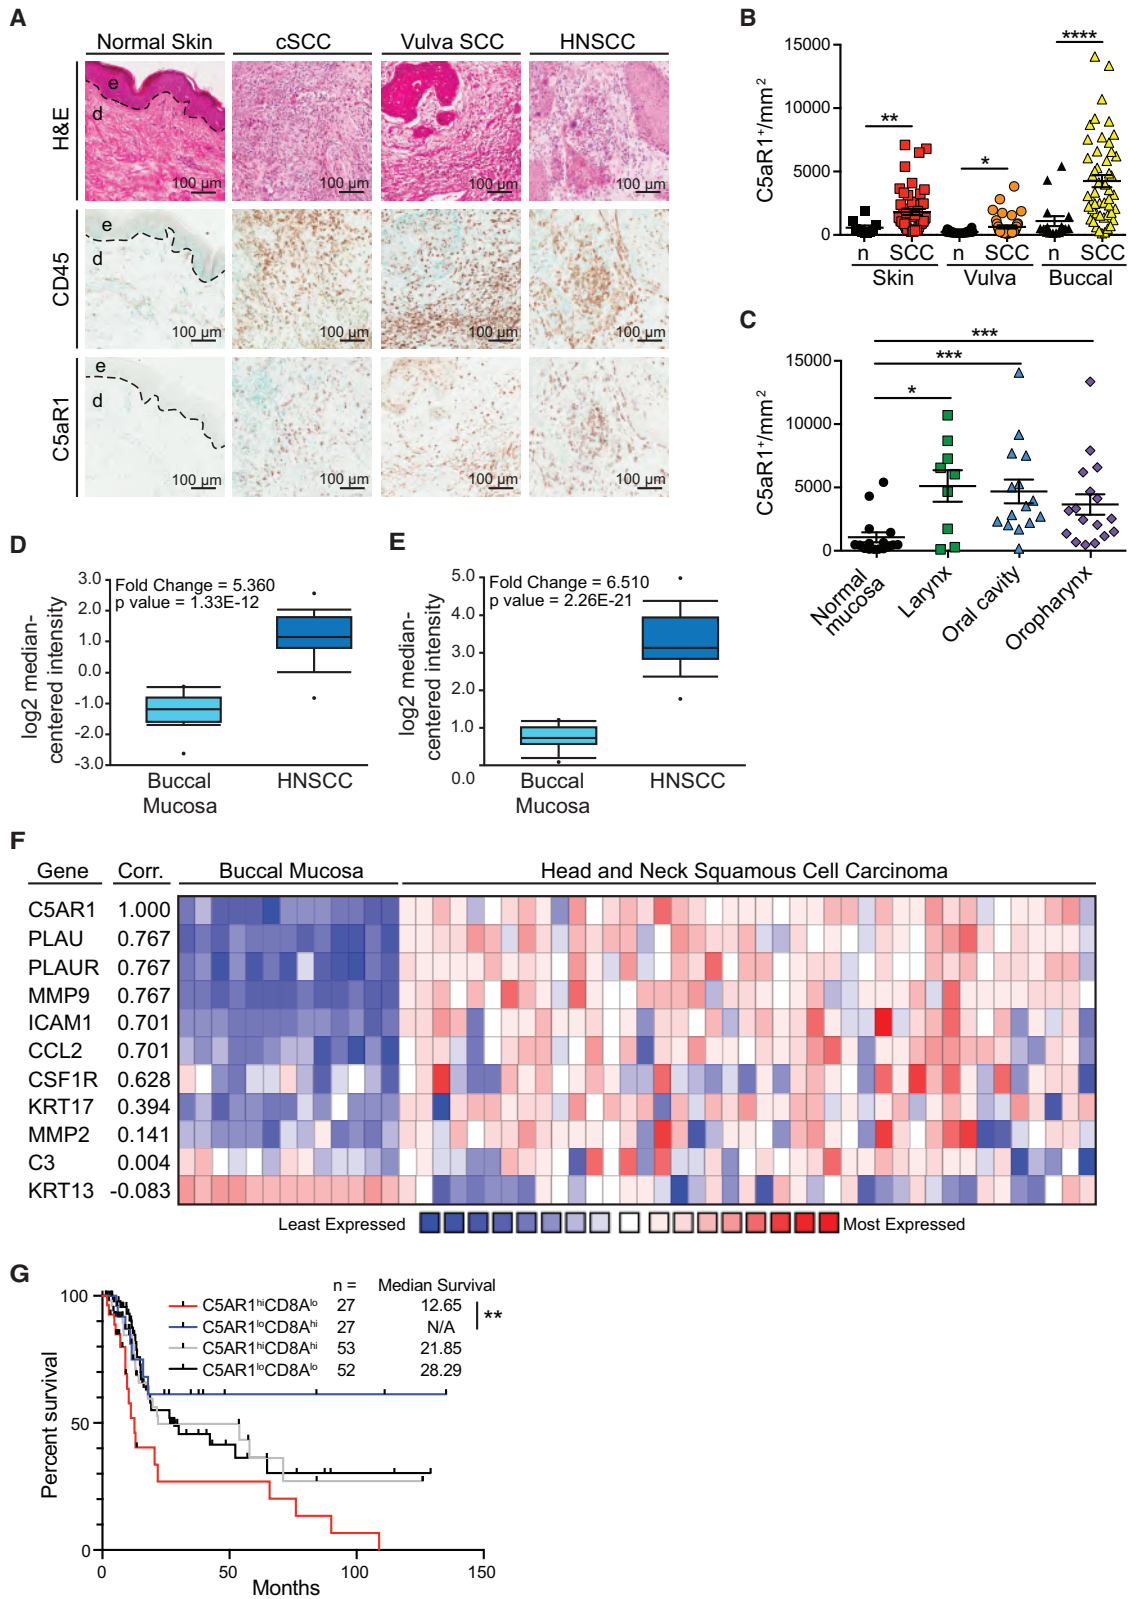 A
Normal Skin cSCC Vulva SCC HNSCC
H&E
e
d
100 µm 100 µm 100 µm 100 µm
CD45
e
d
100 µm 100 µm 100 µm 100 µm
C5aR1
e
d
100 µm 100 µm 100 µm 100 µm
B
C5aR1⁺/mm²
15000
10000
5000
0
** * ****
n SCC n SCC n SCC
Skin Vulva Buccal
C
C5aR1⁺/mm²
15000
10000
5000
0
***
***
*
Normal mucosa
Larynx
Oral cavity
Oropharynx
D
log2 median-
centered intensity
3.0
2.0
1.0
0.0
-1.0
-2.0
-3.0
Fold Change = 5.360
p value = 1.33E-12
Buccal Mucosa
HNSCC
E
log2 median-
centered intensity
5.0
4.0
3.0
2.0
1.0
0.0
Fold Change = 6.510
p value = 2.26E-21
Buccal Mucosa
HNSCC
F
Gene Corr. Buccal Mucosa Head and Neck Squamous Cell Carcinoma
C5AR1 1.000
PLAU 0.767
PLAUR 0.767
MMP9 0.767
ICAM1 0.701
CCL2 0.701
CSF1R 0.628
KRT17 0.394
MMP2 0.141
C3 0.004
KRT13 -0.083
Least Expressed Most Expressed
G
n = Median Survival
C5AR1ʰⁱCD8Aˡᵒ 27 12.65
C5AR1ˡᵒCD8Aʰⁱ 27 N/A
C5AR1ʰⁱCD8Aʰⁱ 53 21.85
C5AR1ˡᵒCD8Aˡᵒ 52 28.29
**
Percent survival
100
50
0
0 50 100 150
Months